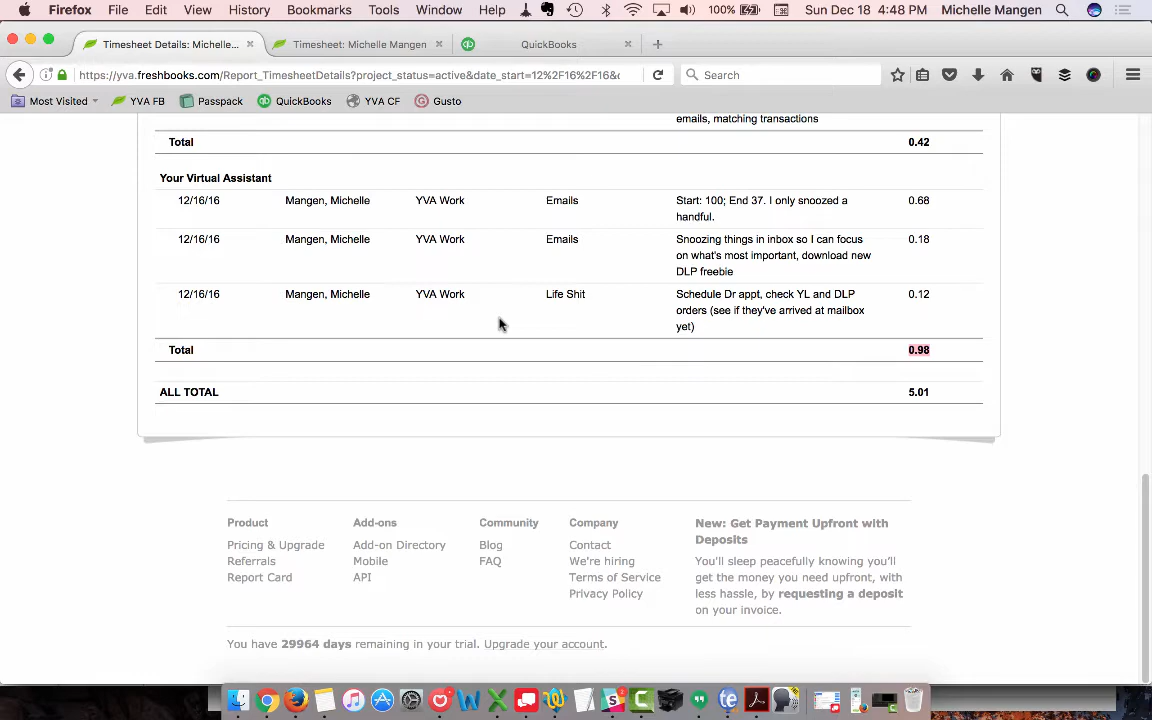 Firefox File Edit View History Bookmarks Tools Window Help 100% Sun Dec 18 4:48 PM Michelle Mangen
Timesheet Details: Michelle... Timesheet: Michelle Mangen QuickBooks
https://yva.freshbooks.com/Report_TimesheetDetails?project_status=active&date_start=12%2F16%2F16& Search
Most Visited YVA FB Passpack QuickBooks YVA CF Gusto
emails, matching transactions
Total 0.42
Your Virtual Assistant
12/16/16 Mangen, Michelle YVA Work Emails Start: 100; End 37. I only snoozed a 0.68
handful.
12/16/16 Mangen, Michelle YVA Work Emails Snoozing things in inbox so I can focus 0.18
on what's most important, download new
DLP freebie
12/16/16 Mangen, Michelle YVA Work Life Shit Schedule Dr appt, check YL and DLP 0.12
orders (see if they've arrived at mailbox
yet)
Total 0.98
ALL TOTAL 5.01
Product Add-ons Community Company New: Get Payment Upfront with
Deposits
Pricing & Upgrade Add-on Directory Blog Contact You'll sleep peacefully knowing you'll
Referrals Mobile FAQ We're hiring get the money you need upfront, with
Report Card API Terms of Service less hassle, by requesting a deposit
Privacy Policy on your invoice.
You have 29964 days remaining in your trial. Upgrade your account.